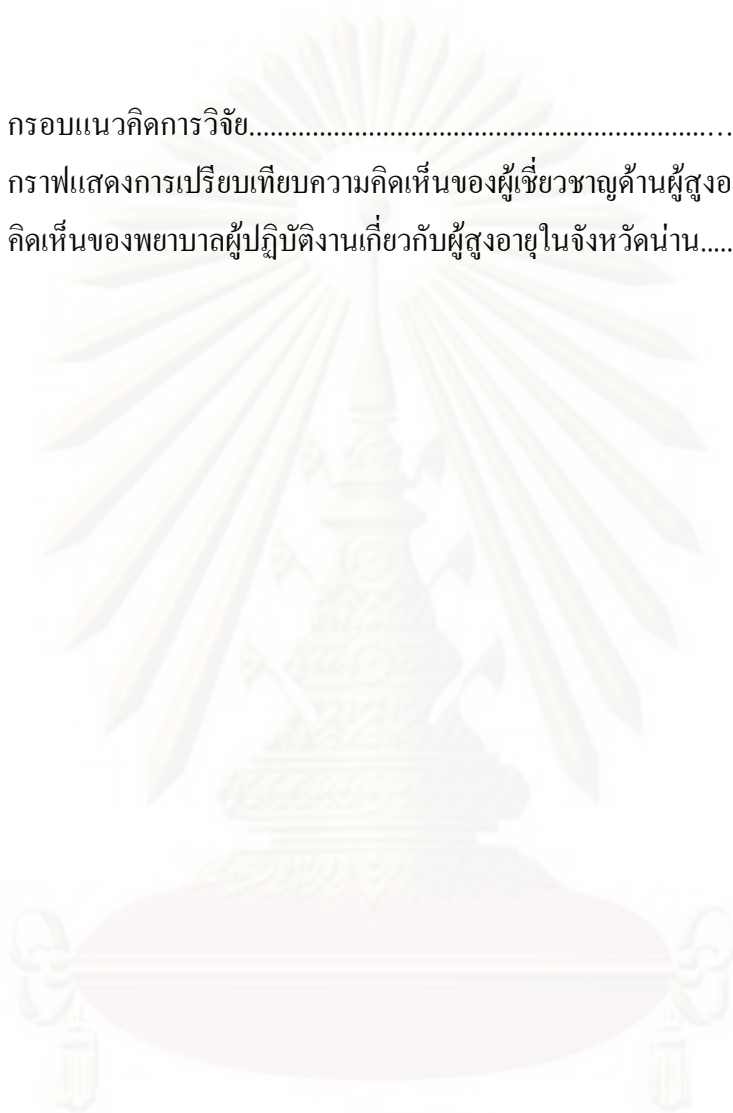 กรอบแนวคิดการวิจัย....................................................................
กราฟแสดงการเปรียบเทียบความคิดเห็นของผู้เชี่ยวชาญด้านผู้สูงอ
คิดเห็นของพยาบาลผู้ปฏิบัติงานเกี่ยวกับผู้สูงอายุในจังหวัดน่าน.....